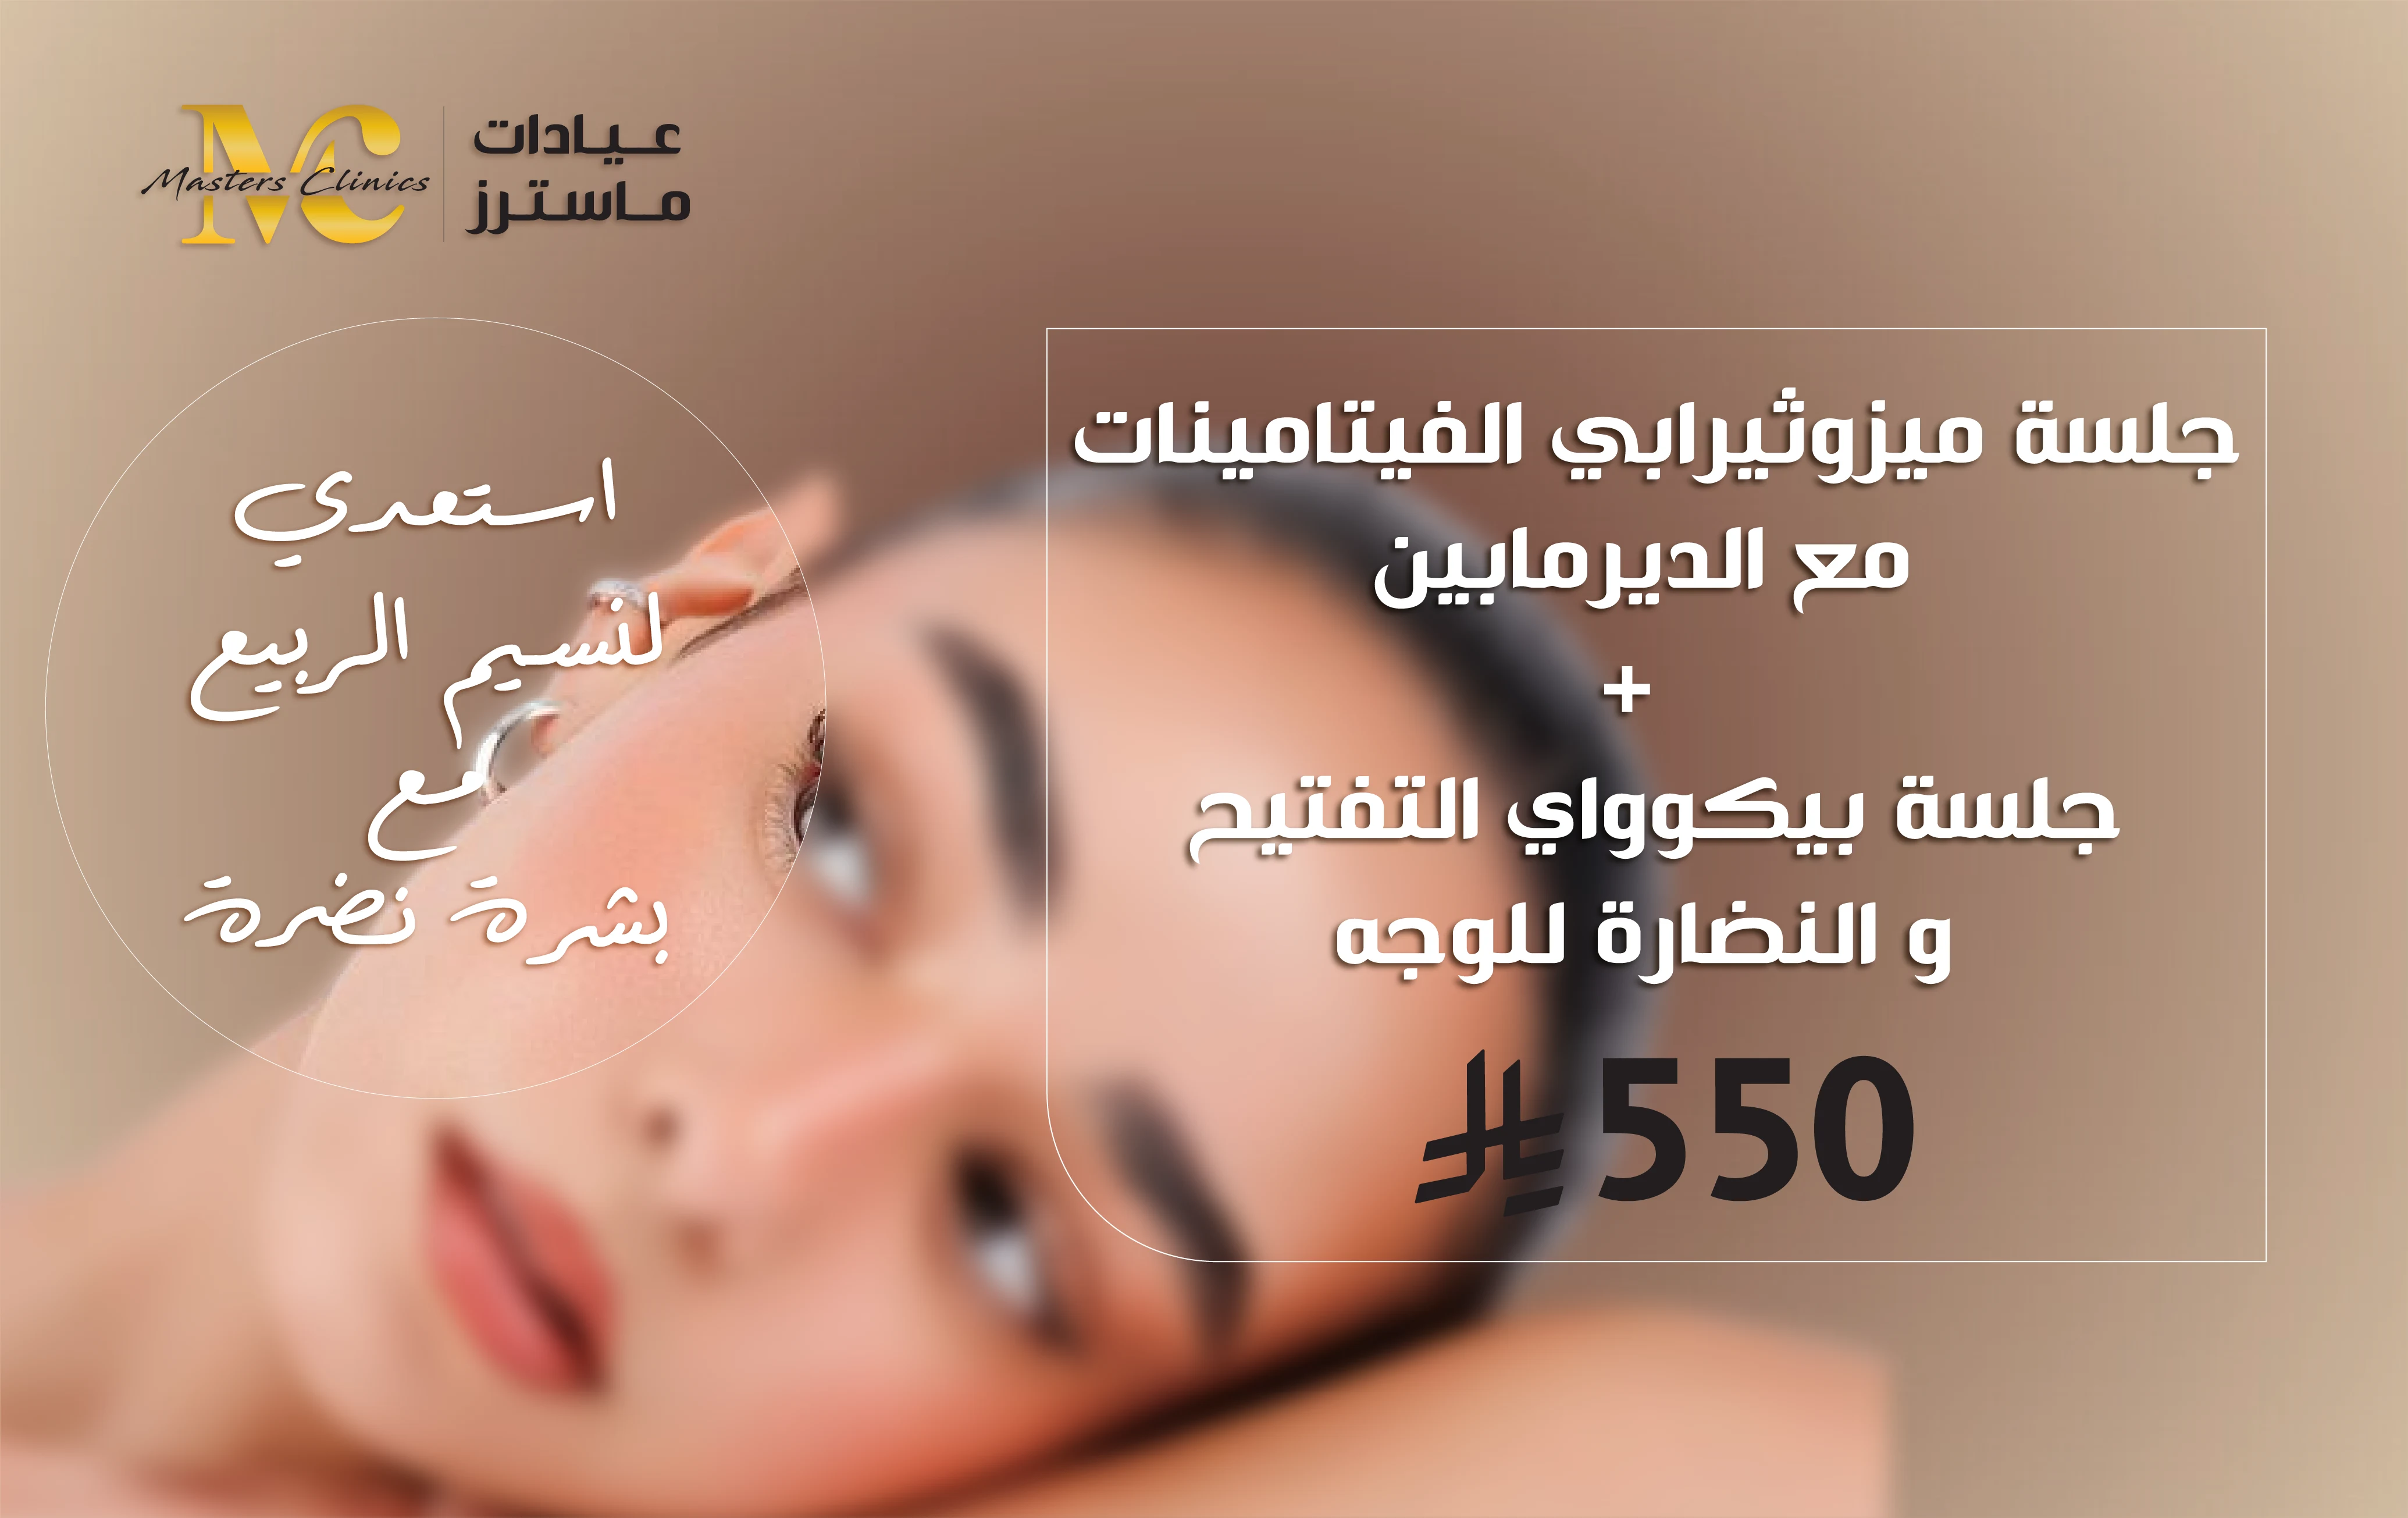 Masters Clinics
عيادات
ماسترز
جلسة ميزوثيرابي الفيتامينات
مع الديرمابين
+
جلسة بيكوواي التفتيح
و النضارة للوجه
550
استعدي
لنسيم الربيع
مع
بشرة نضرة